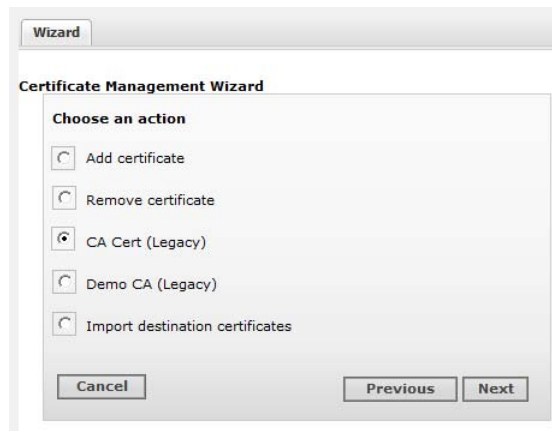 Wizard
Certificate Management Wizard
Choose an action
Add certificate
Remove certificate
CA Cert (Legacy)
Demo CA (Legacy)
Import destination certificates
Cancel Previous Next